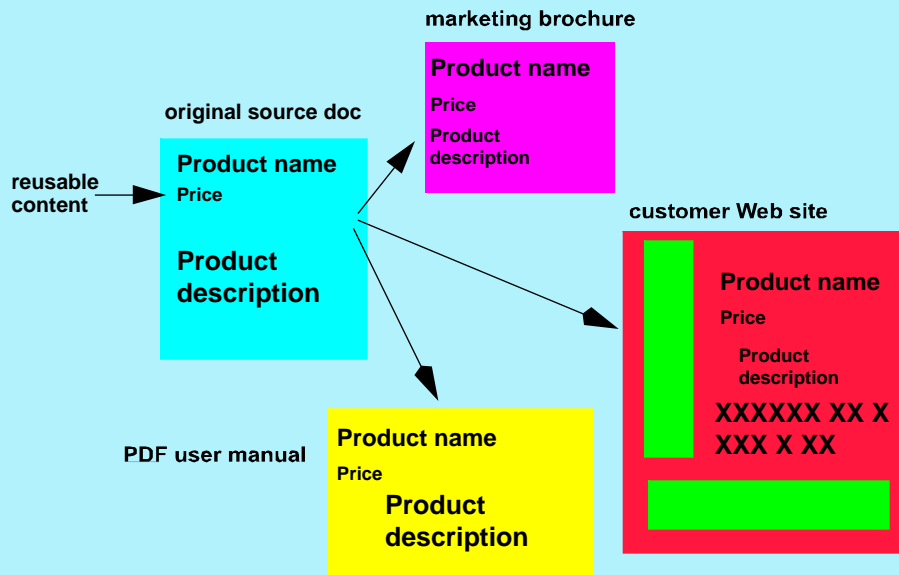 marketing brochure
Product name
Price
Product
description
original source doc
Product name
Price
Product
description
reusable
content
customer Web site
Product name
Price
Product
description
XXXXXX XX X
XXX X XX
PDF user manual
Product name
Price
Product
description